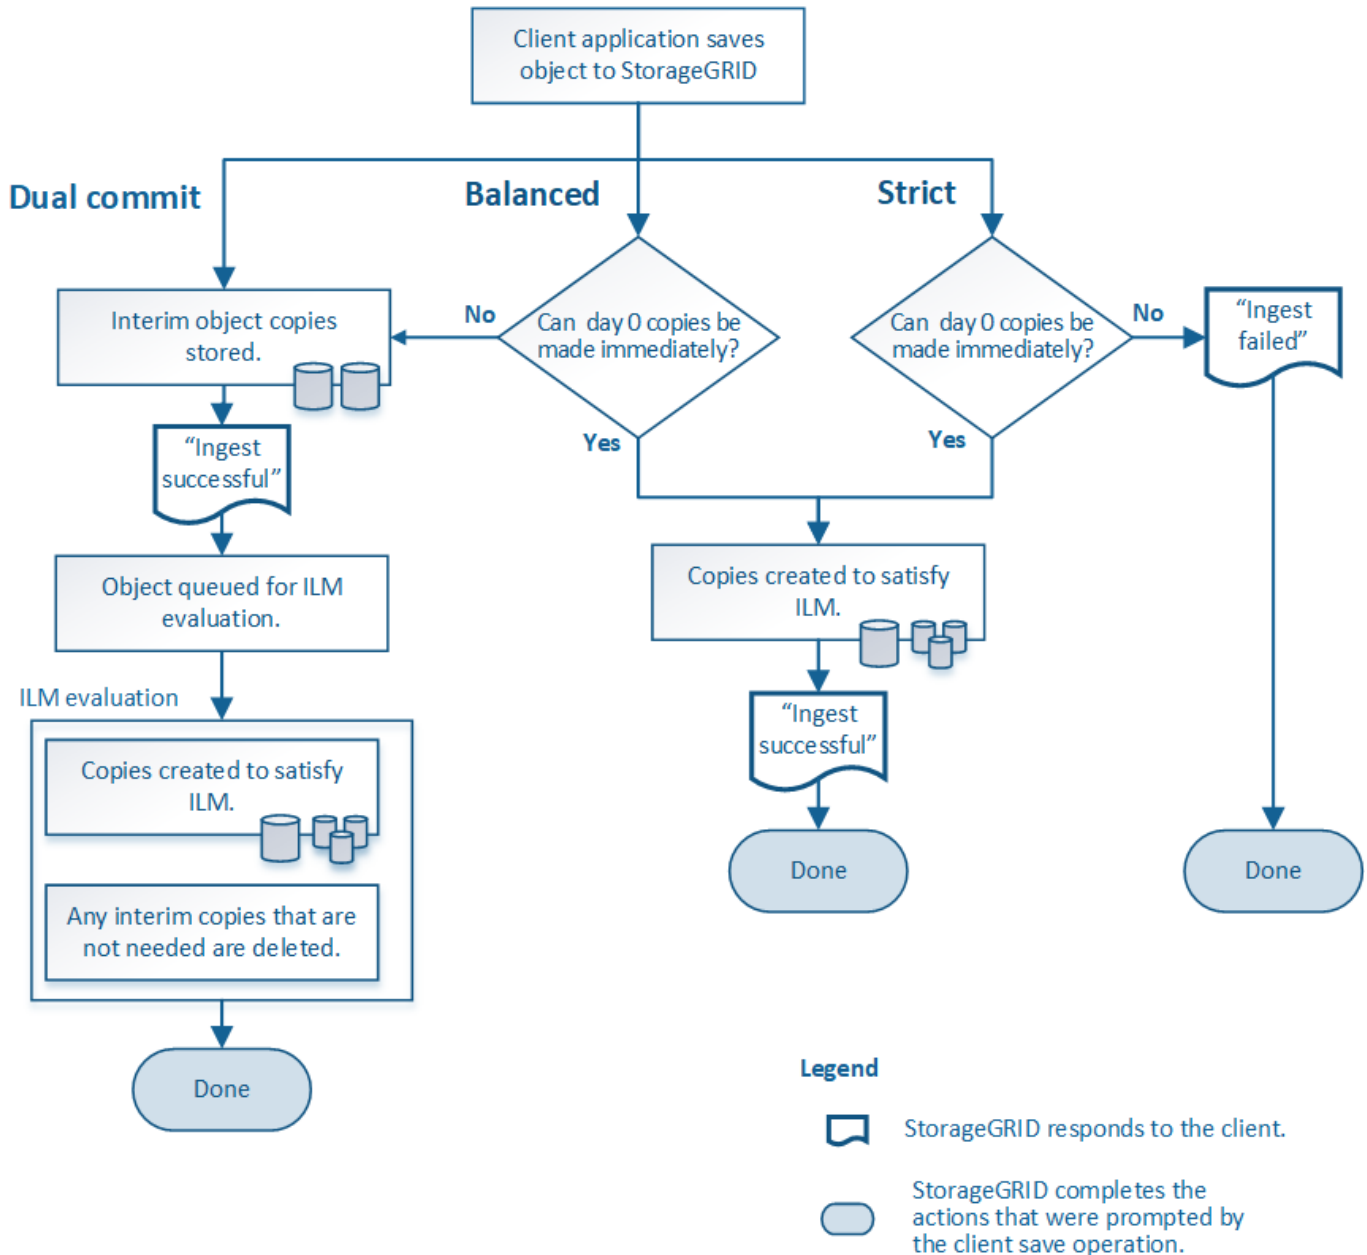 Client application saves
object to StorageGRID
Dual commit
Balanced
Strict
Interim object copies
stored.
No
Can day 0 copies be
made immediately?
Can day 0 copies be
made immediately?
No
“Ingest
failed”
Yes
Yes
“Ingest
successful”
Object queued for ILM
evaluation.
Copies created to satisfy
ILM.
ILM evaluation
“Ingest
successful”
Copies created to satisfy
ILM.
Done
Done
Any interim copies that are
not needed are deleted.
Done
Legend
StorageGRID responds to the client.
StorageGRID completes the
actions that were prompted by
the client save operation.